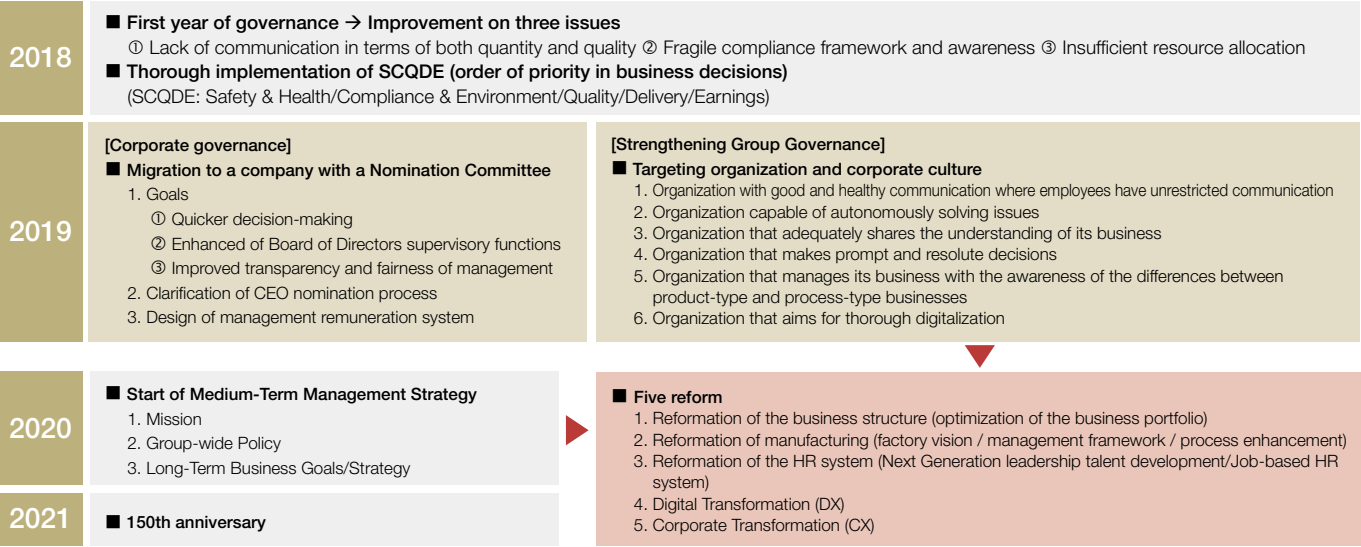 2018
■ First year of governance → Improvement on three issues
① Lack of communication in terms of both quantity and quality ② Fragile compliance framework and awareness ③ Insufficient resource allocation
■ Thorough implementation of SCQDE (order of priority in business decisions)
(SCQDE: Safety & Health/Compliance & Environment/Quality/Delivery/Earnings)
2019
[Corporate governance]
■ Migration to a company with a Nomination Committee
1. Goals
① Quicker decision-making
② Enhanced of Board of Directors supervisory functions
③ Improved transparency and fairness of management
2. Clarification of CEO nomination process
3. Design of management remuneration system
[Strengthening Group Governance]
■ Targeting organization and corporate culture
1. Organization with good and healthy communication where employees have unrestricted communication
2. Organization capable of autonomously solving issues
3. Organization that adequately shares the understanding of its business
4. Organization that makes prompt and resolute decisions
5. Organization that manages its business with the awareness of the differences between
product-type and process-type businesses
6. Organization that aims for thorough digitalization
2020
■ Start of Medium-Term Management Strategy
1. Mission
2. Group-wide Policy
3. Long-Term Business Goals/Strategy
2021
■ 150th anniversary
■ Five reform
1. Reformation of the business structure (optimization of the business portfolio)
2. Reformation of manufacturing (factory vision / management framework / process enhancement)
3. Reformation of the HR system (Next Generation leadership talent development/Job-based HR
system)
4. Digital Transformation (DX)
5. Corporate Transformation (CX)